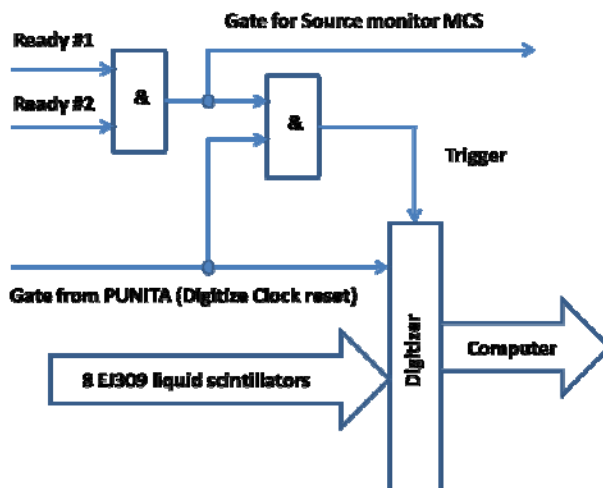 Gate for Source monitor MCS
Ready #1
&
Ready #2
&
Trigger
Gate from PUNITA (Digitize Clock reset)
Digitizer
Computer
8 EJ309 liquid scintillators